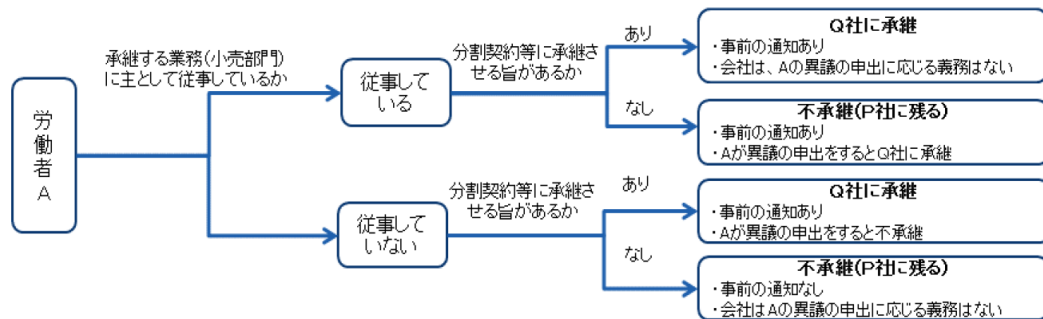 労働者A
承継する業務(小売部門)
に主として従事しているか
従事して
いる
分割契約等に承継さ
せる旨があるか
あり
なし
Q社に承継
・事前の通知あり
・会社は、Aの異議の申出に応じる義務はない
不承継(P社に残る)
・事前の通知あり
・Aが異議の申出をするとQ社に承継
従事して
いない
分割契約等に承継さ
せる旨があるか
あり
なし
Q社に承継
・事前の通知あり
・Aが異議の申出をすると不承継
不承継(P社に残る)
・事前の通知なし
・会社はAの異議の申出に応じる義務はない